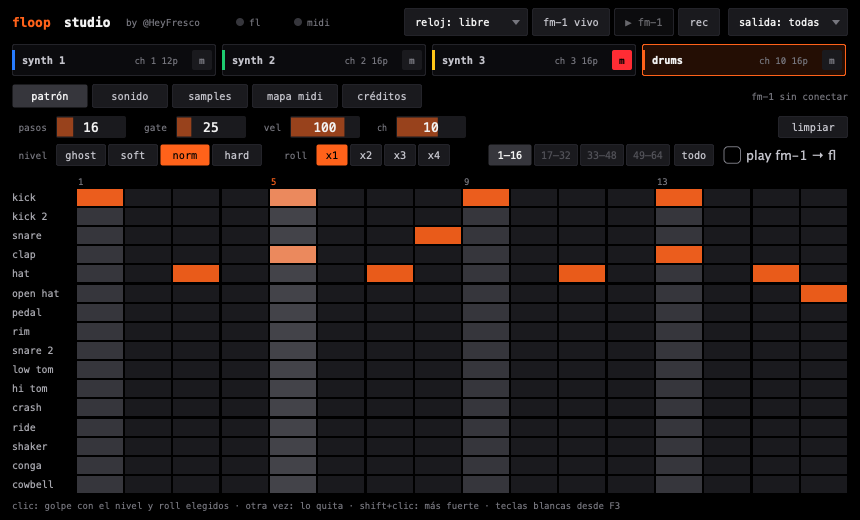 floop studio by @HeyFresco fl midi reloj: libre fm-1 vivo ▶ fm-1 rec salida: todas
synth 1 ch 1 12p m synth 2 ch 2 16p m synth 3 ch 3 16p m drums ch 10 16p m
patrón sonido samples mapa midi créditos fm-1 sin conectar
pasos 16 gate 25 vel 100 ch 10 limpiar
nivel ghost soft norm hard roll x1 x2 x3 x4 1–16 17–32 33–48 49–64 todo play fm-1 → fl
1 5 9 13
kick
kick 2
snare
clap
hat
open hat
pedal
rim
snare 2
low tom
hi tom
crash
ride
shaker
conga
cowbell
clic: golpe con el nivel y roll elegidos · otra vez: lo quita · shift+clic: más fuerte · teclas blancas desde F3